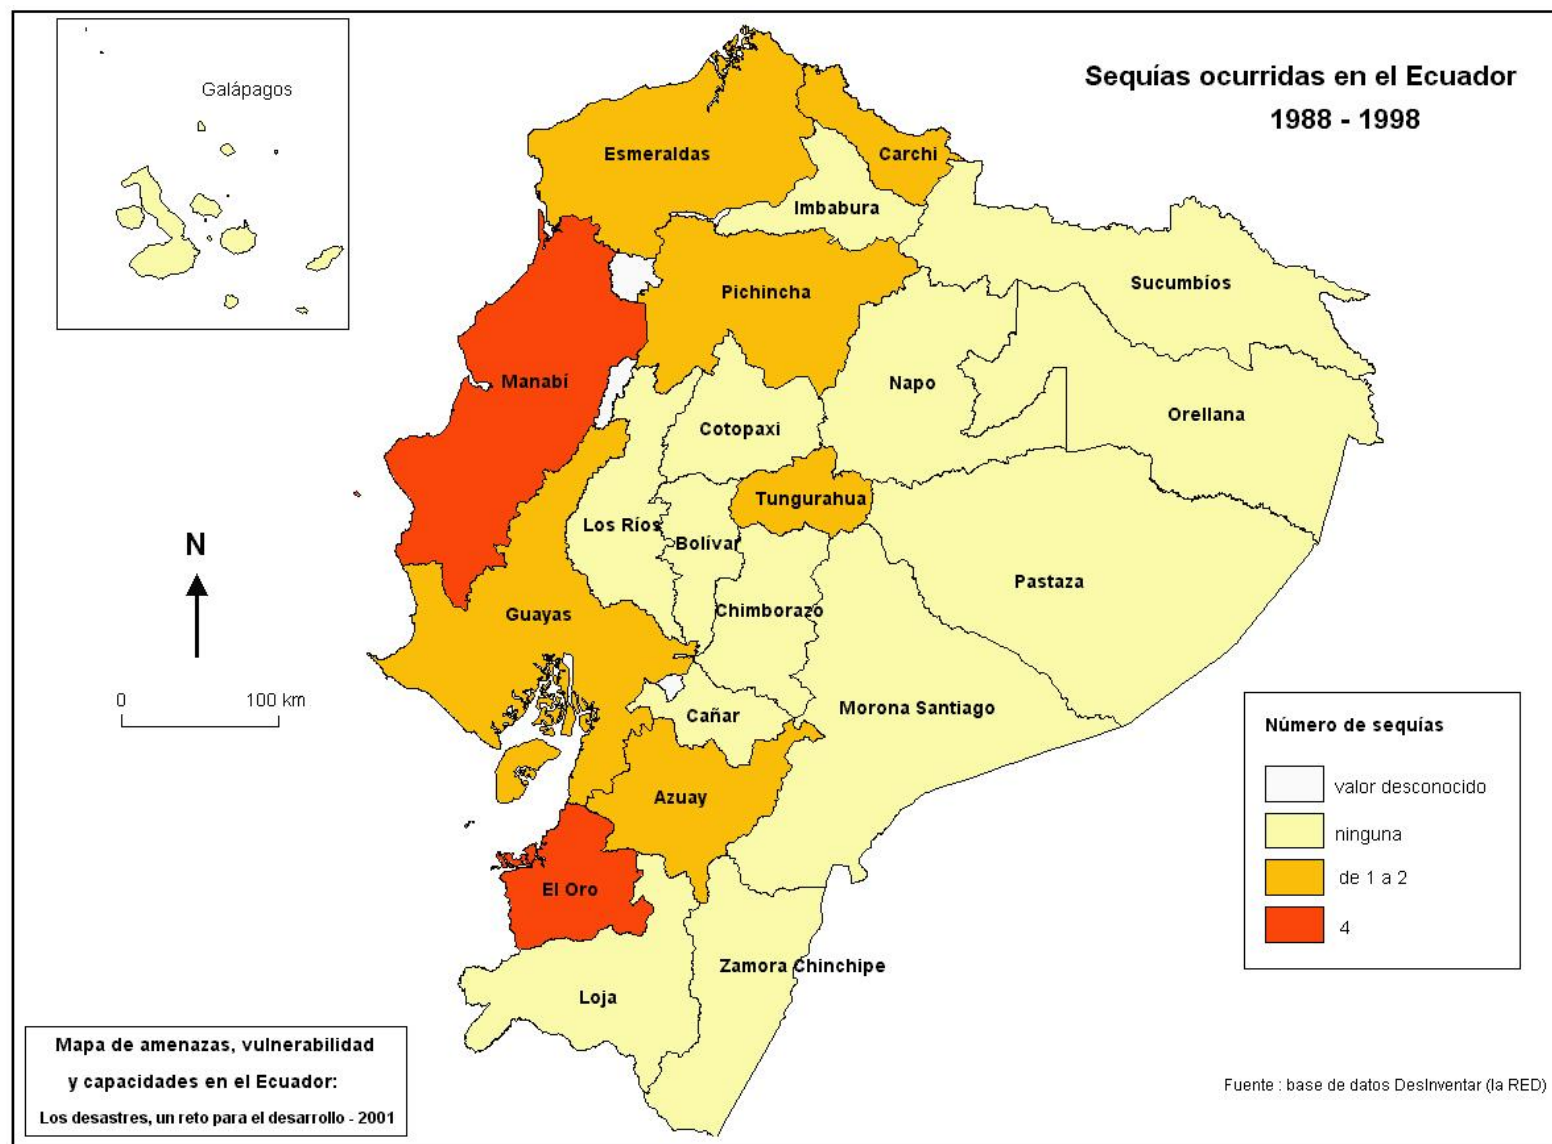 Galápagos
Sequías ocurridas en el Ecuador
1988 - 1998
Esmeraldas
Carchi
Imbabura
Sucumbíos
Pichincha
Manabí
Napo
Orellana
Cotopaxi
Tungurahua
Los Ríos
Bolívar
Pastaza
Chimborazo
Guayas
N
0 100 km
Cañar
Morona Santiago
Azuay
El Oro
Zamora Chinchipe
Loja
Número de sequías
valor desconocido
ninguna
de 1 a 2
4
Mapa de amenazas, vulnerabilidad
y capacidades en el Ecuador:
Los desastres, un reto para el desarrollo - 2001
Fuente : base de datos DesInventar (la RED)